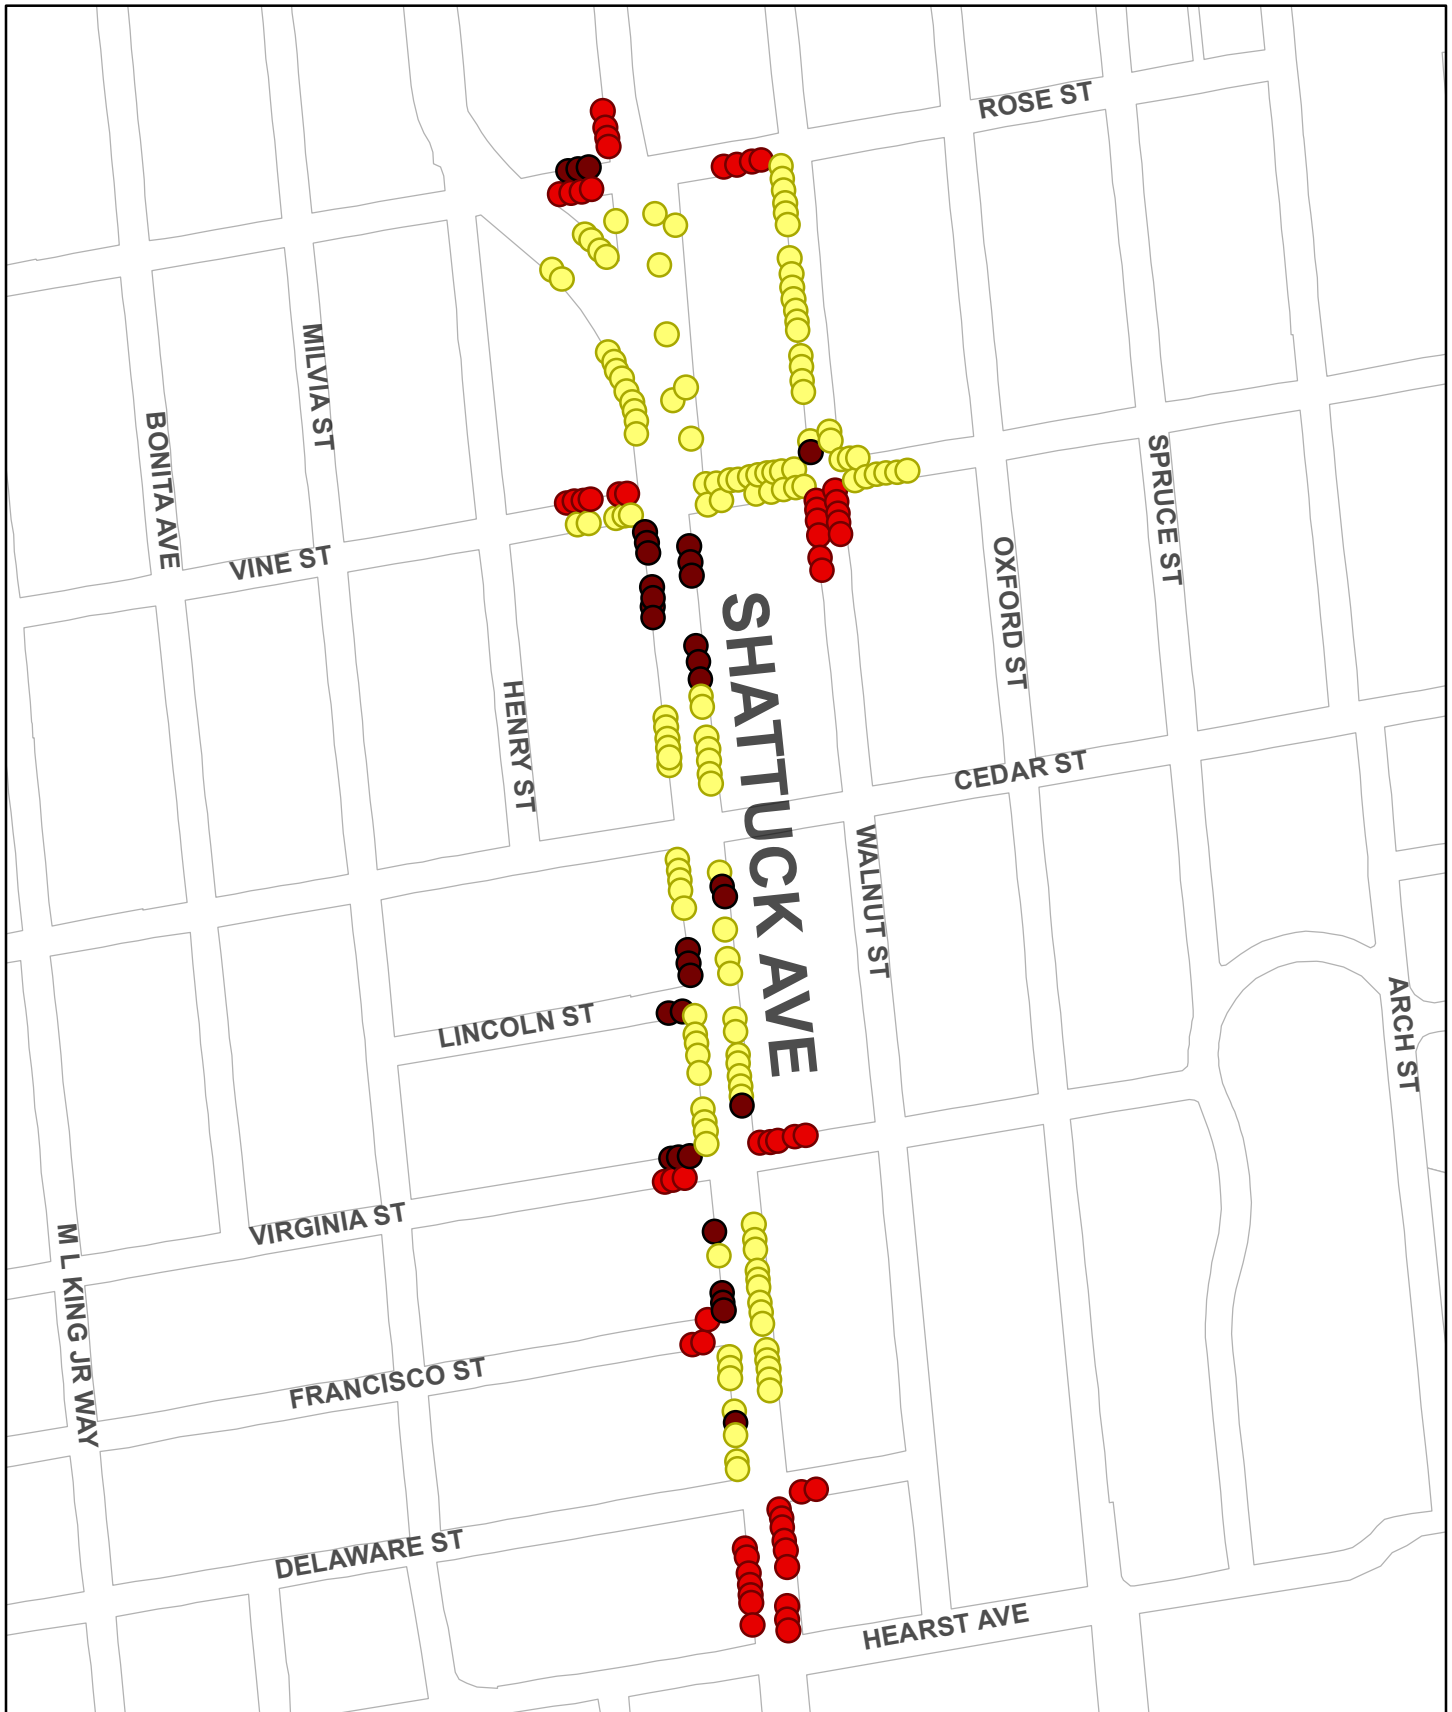 ROSE ST
MILVIA ST
BONITA AVE
SPRUCE ST
VINE ST
OXFORD ST
SHATTUCK AVE
HENRY ST
CEDAR ST
WALNUT ST
LINCOLN ST
ARCH ST
VIRGINIA ST
M L KING JR WAY
FRANCISCO ST
DELAWARE ST
HEARST AVE